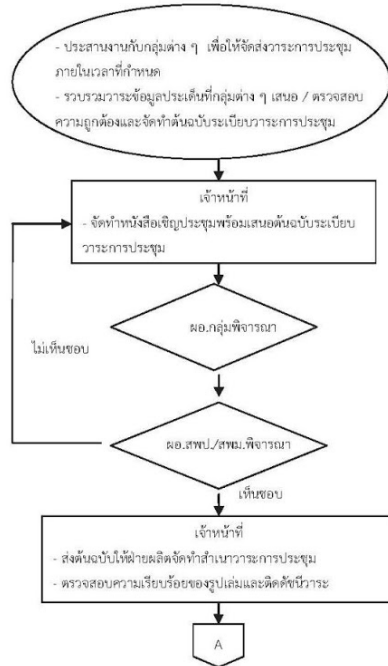 - ประสานงานกับกลุ่มต่าง ๆ เพื่อให้จัดส่งวาระการประชุม
ภายในเวลาที่กำหนด
- รวบรวมวาระข้อมูลประเด็นที่กลุ่มต่าง ๆ เสนอ / ตรวจสอบ
ความถูกต้องและจัดทำต้นฉบับระเบียบวาระการประชุม
เจ้าหน้าที่
- จัดทำหนังสือเชิญประชุมพร้อมเสนอต้นฉบับระเบียบ
วาระการประชุม
ผอ.กลุ่มพิจารณา
ไม่เห็นชอบ
ผอ.สพป./สพม.พิจารณา
เห็นชอบ
เจ้าหน้าที่
- ส่งต้นฉบับให้ฝ่ายผลิตจัดทำสำเนาวาระการประชุม
- ตรวจสอบความเรียบร้อยของรูปเล่มและติดดัชนีวาระ
A